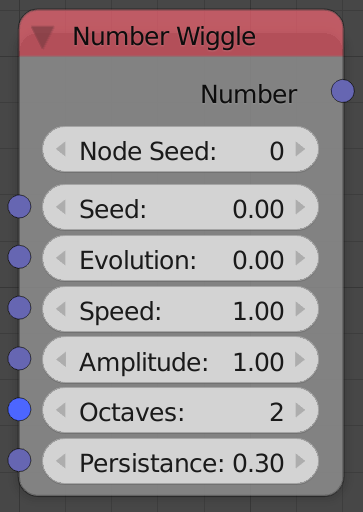 Number Wiggle
Number
Node Seed: 0
Seed: 0.00
Evolution: 0.00
Speed: 1.00
Amplitude: 1.00
Octaves: 2
Persistance: 0.30